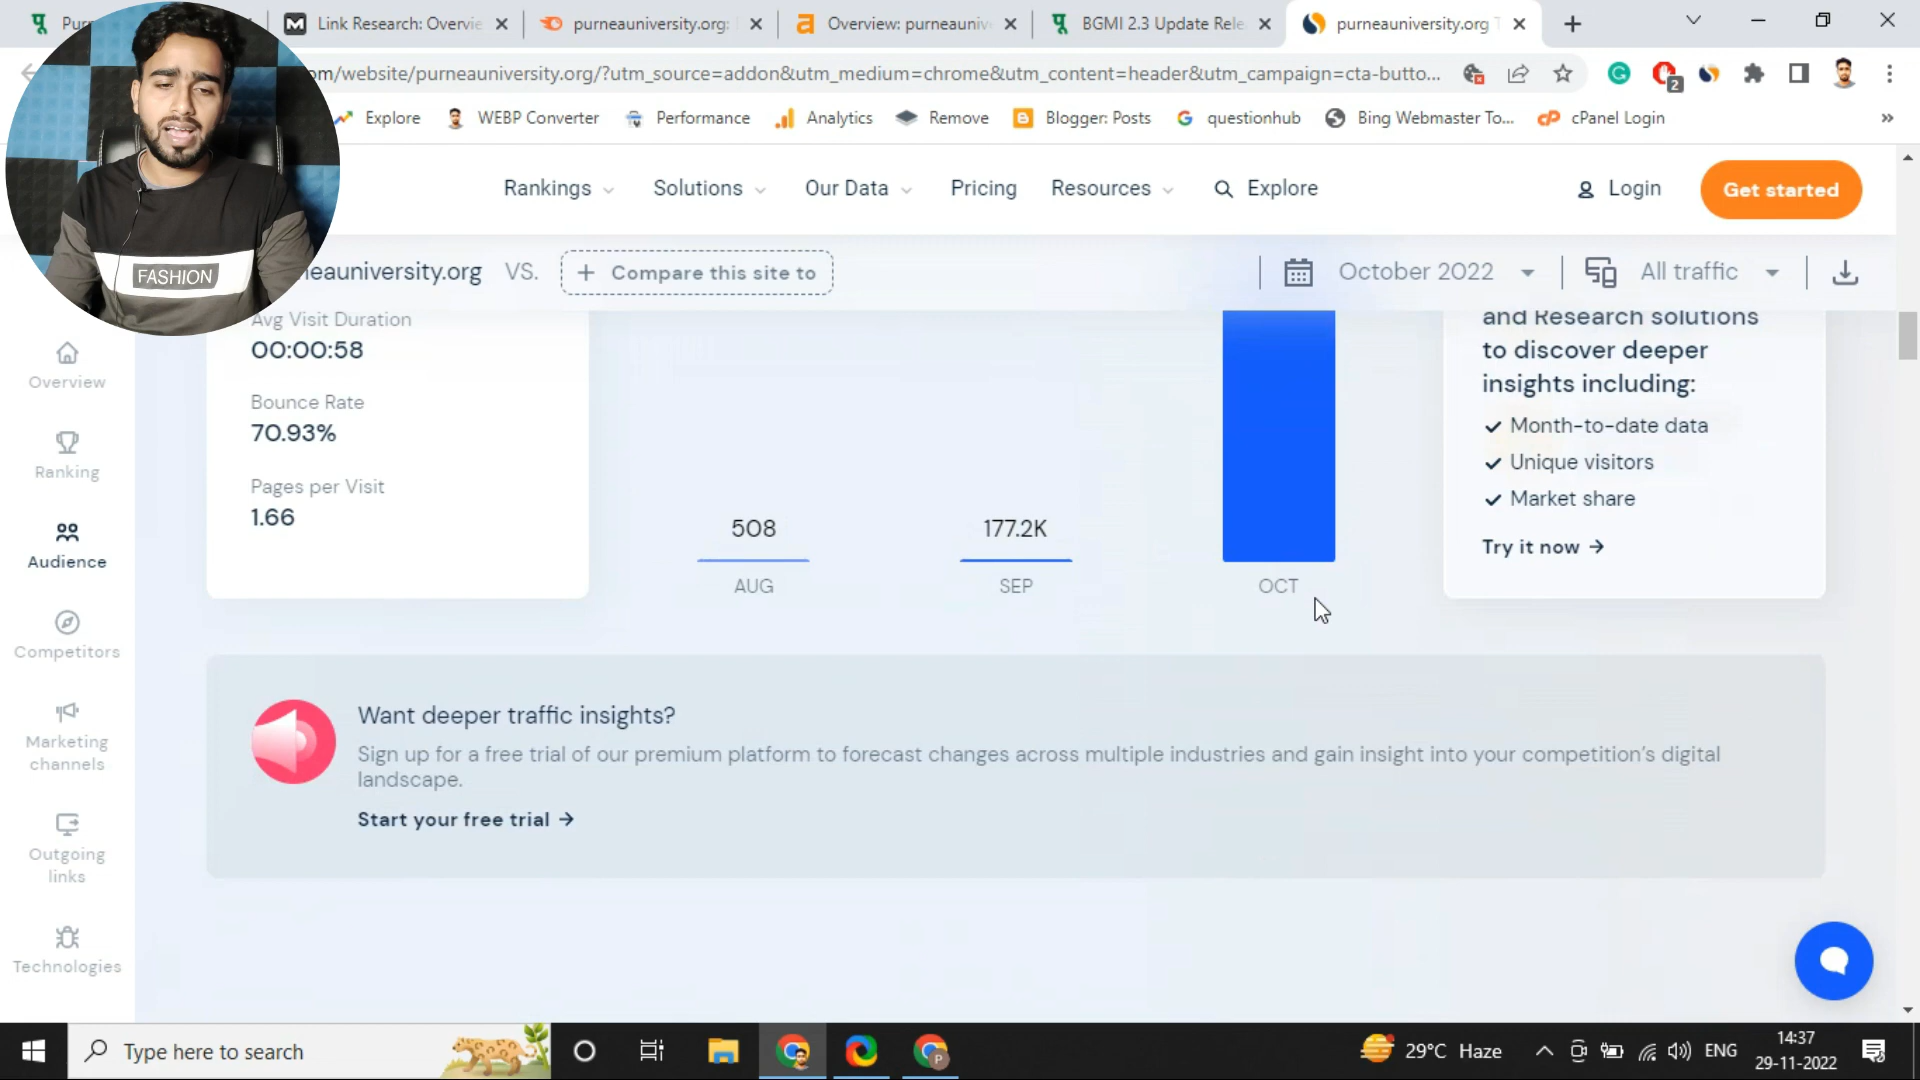 Pu
Link Research: Overvie
purneauniversity.org:
Overview: purneauniv
BGMI 2.3 Update Rele
purneauniversity.org T
om/website/purneauniversity.org/?utm_source=addon&utm_medium=chrome&utm_content=header&utm_campaign=cta-butto...
2
Explore
WEBP Converter
Performance
Analytics
Remove
Blogger: Posts
questionhub
Bing Webmaster To...
cPanel Login
Rankings
Solutions
Our Data
Pricing
Resources
Explore
Login
Get started
FASHION
neauniversity.org
VS.
+ Compare this site to
October 2022
All traffic
Overview
Ranking
Audience
Competitors
Marketing
channels
Outgoing
links
Technologies
Avg Visit Duration
00:00:58
Bounce Rate
70.93%
Pages per Visit
1.66
508
AUG
177.2K
SEP
OCT
and Research solutions
to discover deeper
insights including:
Month-to-date data
Unique visitors
Market share
Try it now →
Want deeper traffic insights?
Sign up for a free trial of our premium platform to forecast changes across multiple industries and gain insight into your competition's digital
landscape.
Start your free trial →
Type here to search
29°C Haze
ENG
14:37
29-11-2022